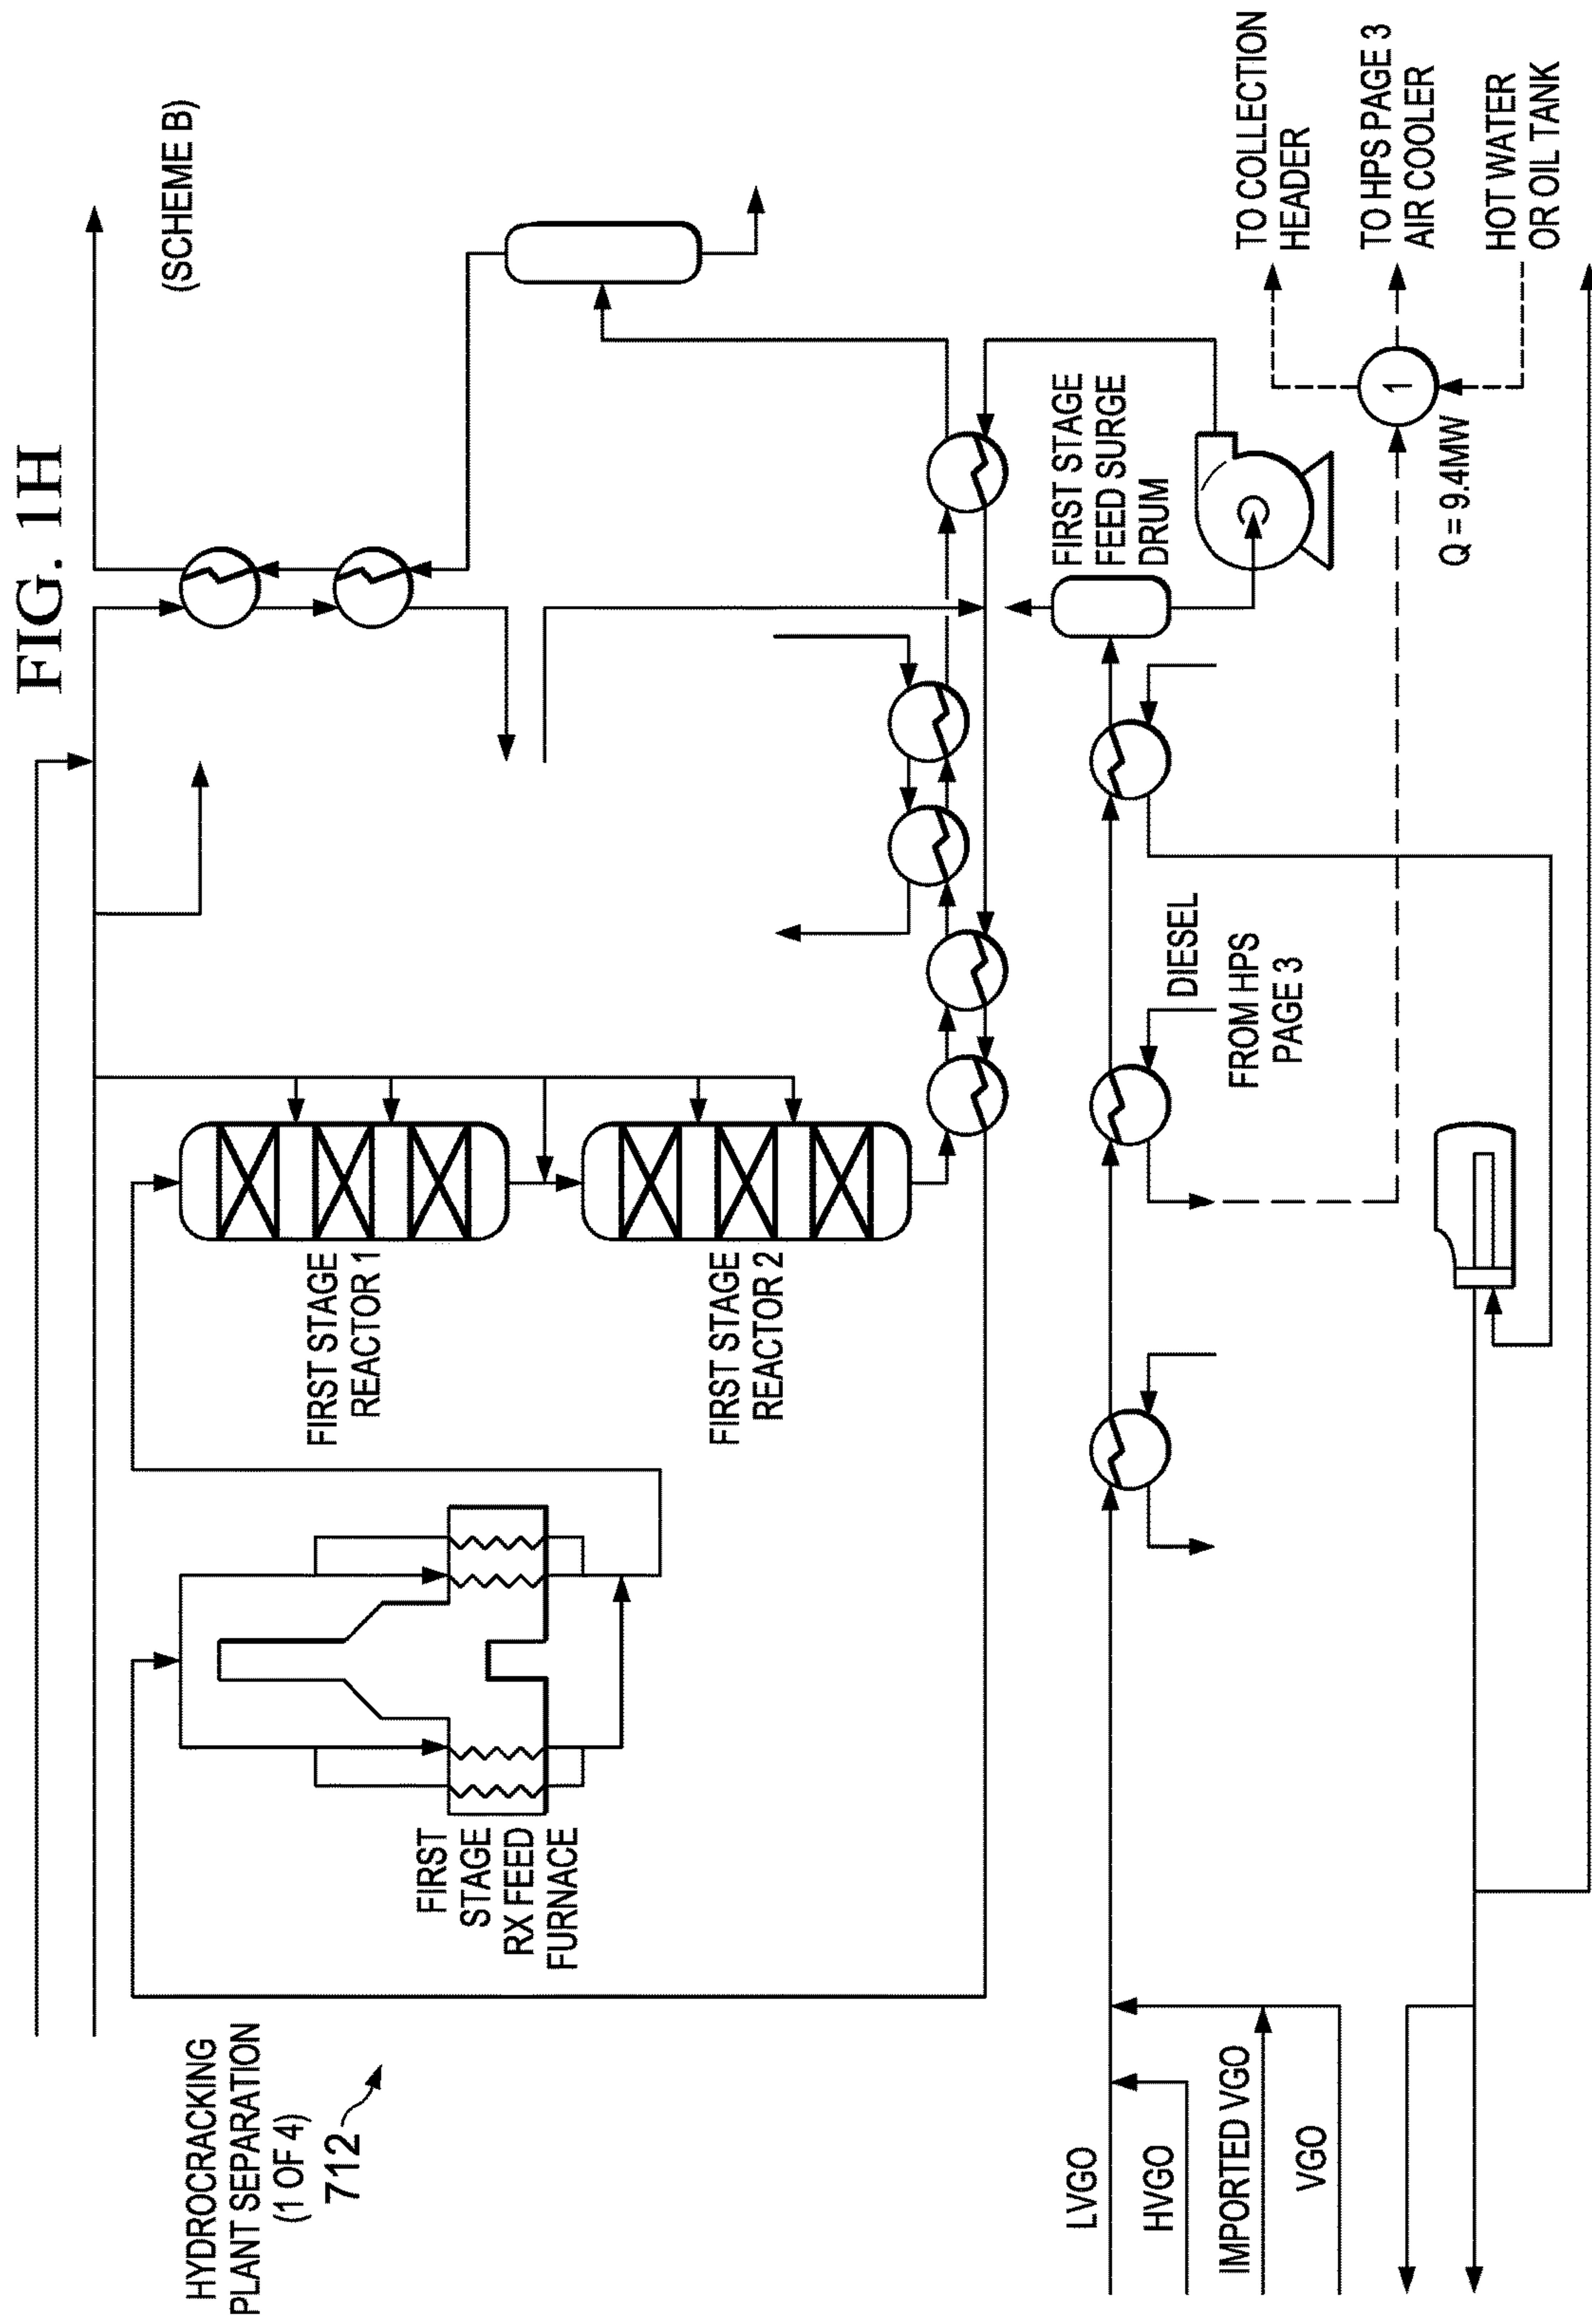 FIG. 1H
HYDROCRACKING
PLANT SEPARATION
(1 OF 4)
712
(SCHEME B)
FIRST
STAGE
RX FEED
FURNACE
FIRST STAGE
REACTOR 1
FIRST STAGE
REACTOR 2
FIRST STAGE
FEED SURGE
DRUM
LVGO
HVGO
IMPORTED VGO
VGO
DIESEL
FROM HPS
PAGE 3
1
Q = 9.4MW
TO COLLECTION
HEADER
TO HPS PAGE 3
AIR COOLER
HOT WATER
OR OIL TANK